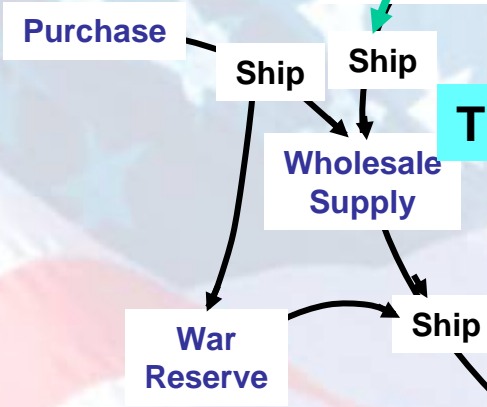 Purchase
Ship
Ship
T
Wholesale
Supply
Ship
War
Reserve